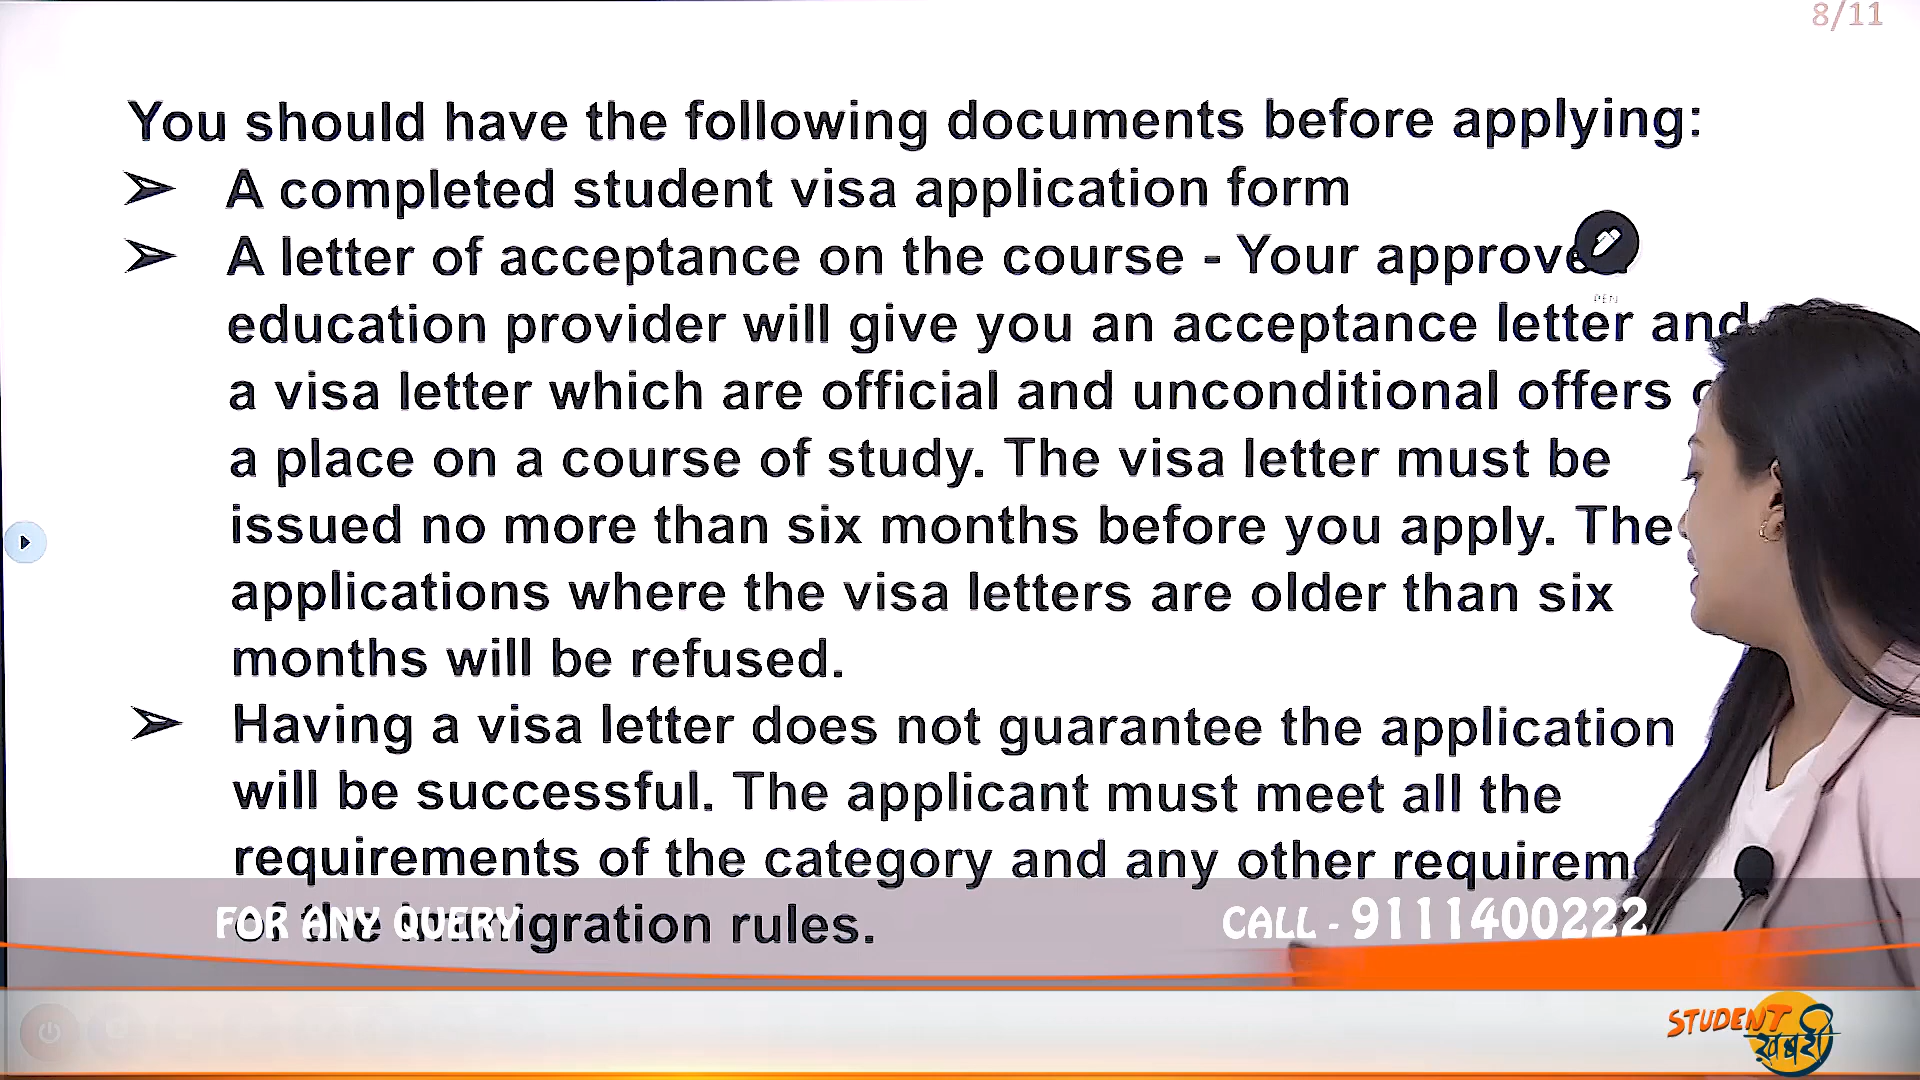 8/11
You should have the following documents before applying:
➢ A completed student visa application form
➢ A letter of acceptance on the course - Your
education provider will give you an acceptance letter and
a visa letter which are official and unconditional offers
a place on a course of study. The visa letter must be
issued no more than six months before you apply. The
applications where the visa letters are older than six
months will be refused.
➢ Having a visa letter does not guarantee the application
will be successful. The applicant must meet all the
requirements of the category and any other
of the immigration rules.
FOR ANY QUERY
CALL - 9111400222
PEN
STUDENT
ख़बरी